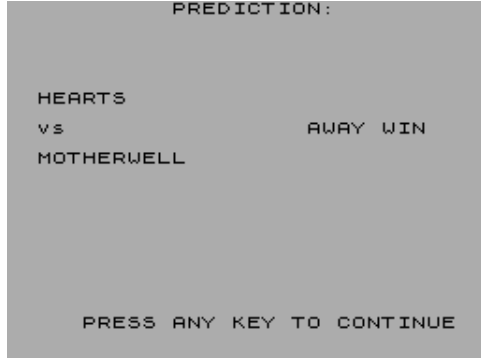 PREDICTION:
HEARTS
vs AWAY WIN
MOTHERWELL
PRESS ANY KEY TO CONTINUE